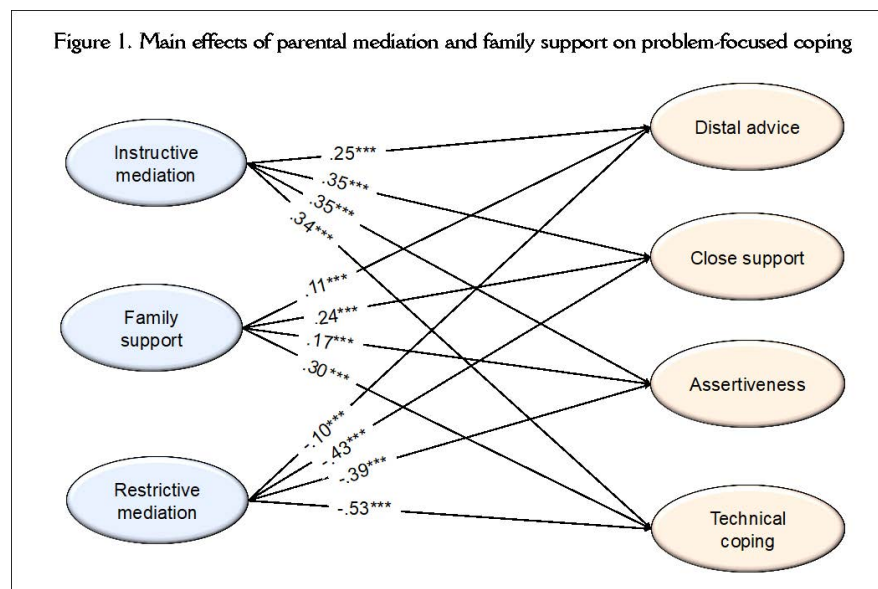 Figure 1. Main effects of parental mediation and family support on problem-focused coping
Distal advice
Instructive
mediation
.25***
.35***
.35***
.34***
Close support
.11***
Family
support
.24***
.17***
.30***
Assertiveness
-.10***
-.43***
-.39***
Restrictive
mediation
-.53***
Technical
coping